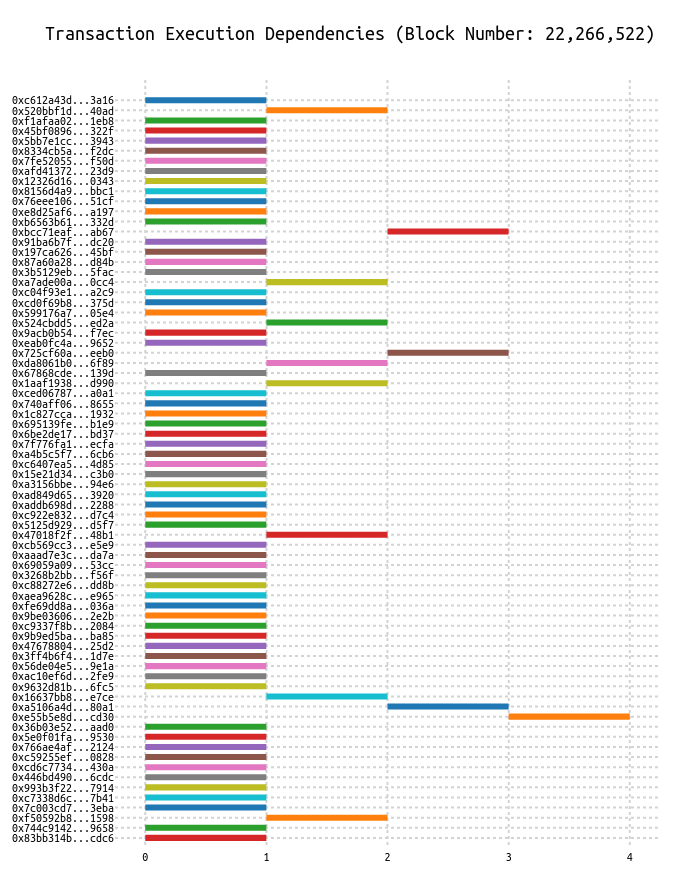 Transaction Execution Dependencies (Block Number: 22,266,522)
0xc612a43d...3a16
0x520bbf1d...40ad
0xf1afaa02...1eb8
0x45bf0896...322f
0x5bb7e1cc...3943
0x8334cb5a...f2dc
0x7fe52055...f50d
0xafd41372...23d9
0x12326d16...0343
0x8156d4a9...bbc1
0x76eee106...51cf
0xe8d25af6...a197
0xb6563b61...332d
0xbcc71eaf...ab67
0x91ba6b7f...dc20
0x197ca626...45bf
0x87a60a28...d84b
0x3b5129eb...5fac
0xa7ade00a...0cc4
0xc04f93e1...a2c9
0xcd0f69b8...375d
0x599176a7...05e4
0x524cbdd5...ed2a
0x9acb0b54...f7ec
0xeab0fc4a...9652
0x725cf60a...eeb0
0xda8061b0...6f89
0x67868cde...139d
0x1aaf1938...d990
0xced06787...a0a1
0x740aff06...8655
0x1c827cca...1932
0x695139fe...b1e9
0x6be2de17...bd37
0x7f776fa1...ecfa
0xa4b5c5f7...6cb6
0xc6407ea5...4d85
0x15e21d34...c3b0
0xa3156bbe...94e6
0xad849d65...3920
0xaddb698d...2288
0xc922e832...d7c4
0x5125d929...d5f7
0x47018f2f...48b1
0xcb569cc3...e5e9
0xaaad7e3c...da7a
0x69059a09...53cc
0x3268b2bb...f56f
0xc88272e6...dd8b
0xaea9628c...e965
0xfe69dd8a...036a
0x9be03606...2e2b
0xc9337f8b...2084
0x9b9ed5ba...ba85
0x47678804...25d2
0x3ff4b6f4...1d7e
0x56de04e5...9e1a
0xac10ef6d...2fe9
0x9632d81b...6fc5
0x16637bb8...e7ce
0xa5106a4d...80a1
0xe55b5e8d...cd30
0x36b03e52...aad0
0x5e0f01fa...9530
0x766ae4af...2124
0xc59255ef...0828
0xcd6c7734...430a
0x446bd490...6cdc
0x993b3f22...7914
0xc7338d6c...7b41
0x7c003cd7...3eba
0xf50592b8...1598
0x744c9142...9658
0x83bb314b...cdc6
0 1 2 3 4